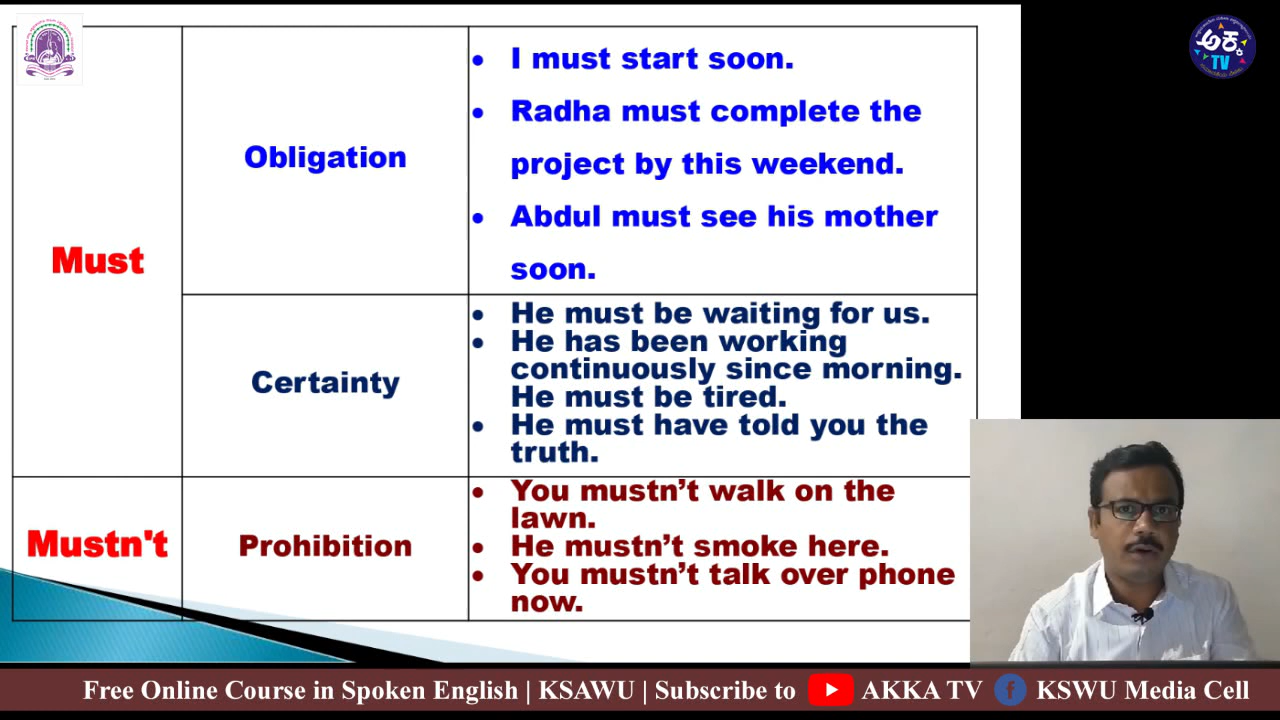 ಅಕ್ಕ
TV
Must
Obligation
• I must start soon.
• Radha must complete the
project by this weekend.
• Abdul must see his mother
soon.
Certainty
• He must be waiting for us.
• He has been working
continuously since morning.
He must be tired.
• He must have told you the
truth.
Mustn't
Prohibition
• You mustn’t walk on the
lawn.
• He mustn’t smoke here.
• You mustn’t talk over phone
now.
Free Online Course in Spoken English | KSAWU | Subscribe to AKKA TV KSWU Media Cell